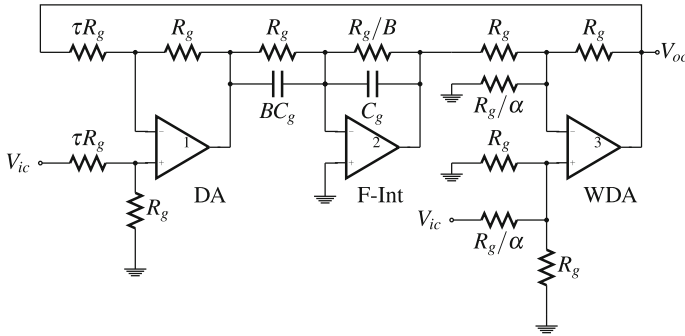 τR_g R_g R_g R_g/B R_g R_g
V_oc
BC_g C_g R_g/α
− 1 − 2 − 3
V_ic τR_g + + R_g +
R_g DA F-Int WDA
V_ic R_g/α R_g